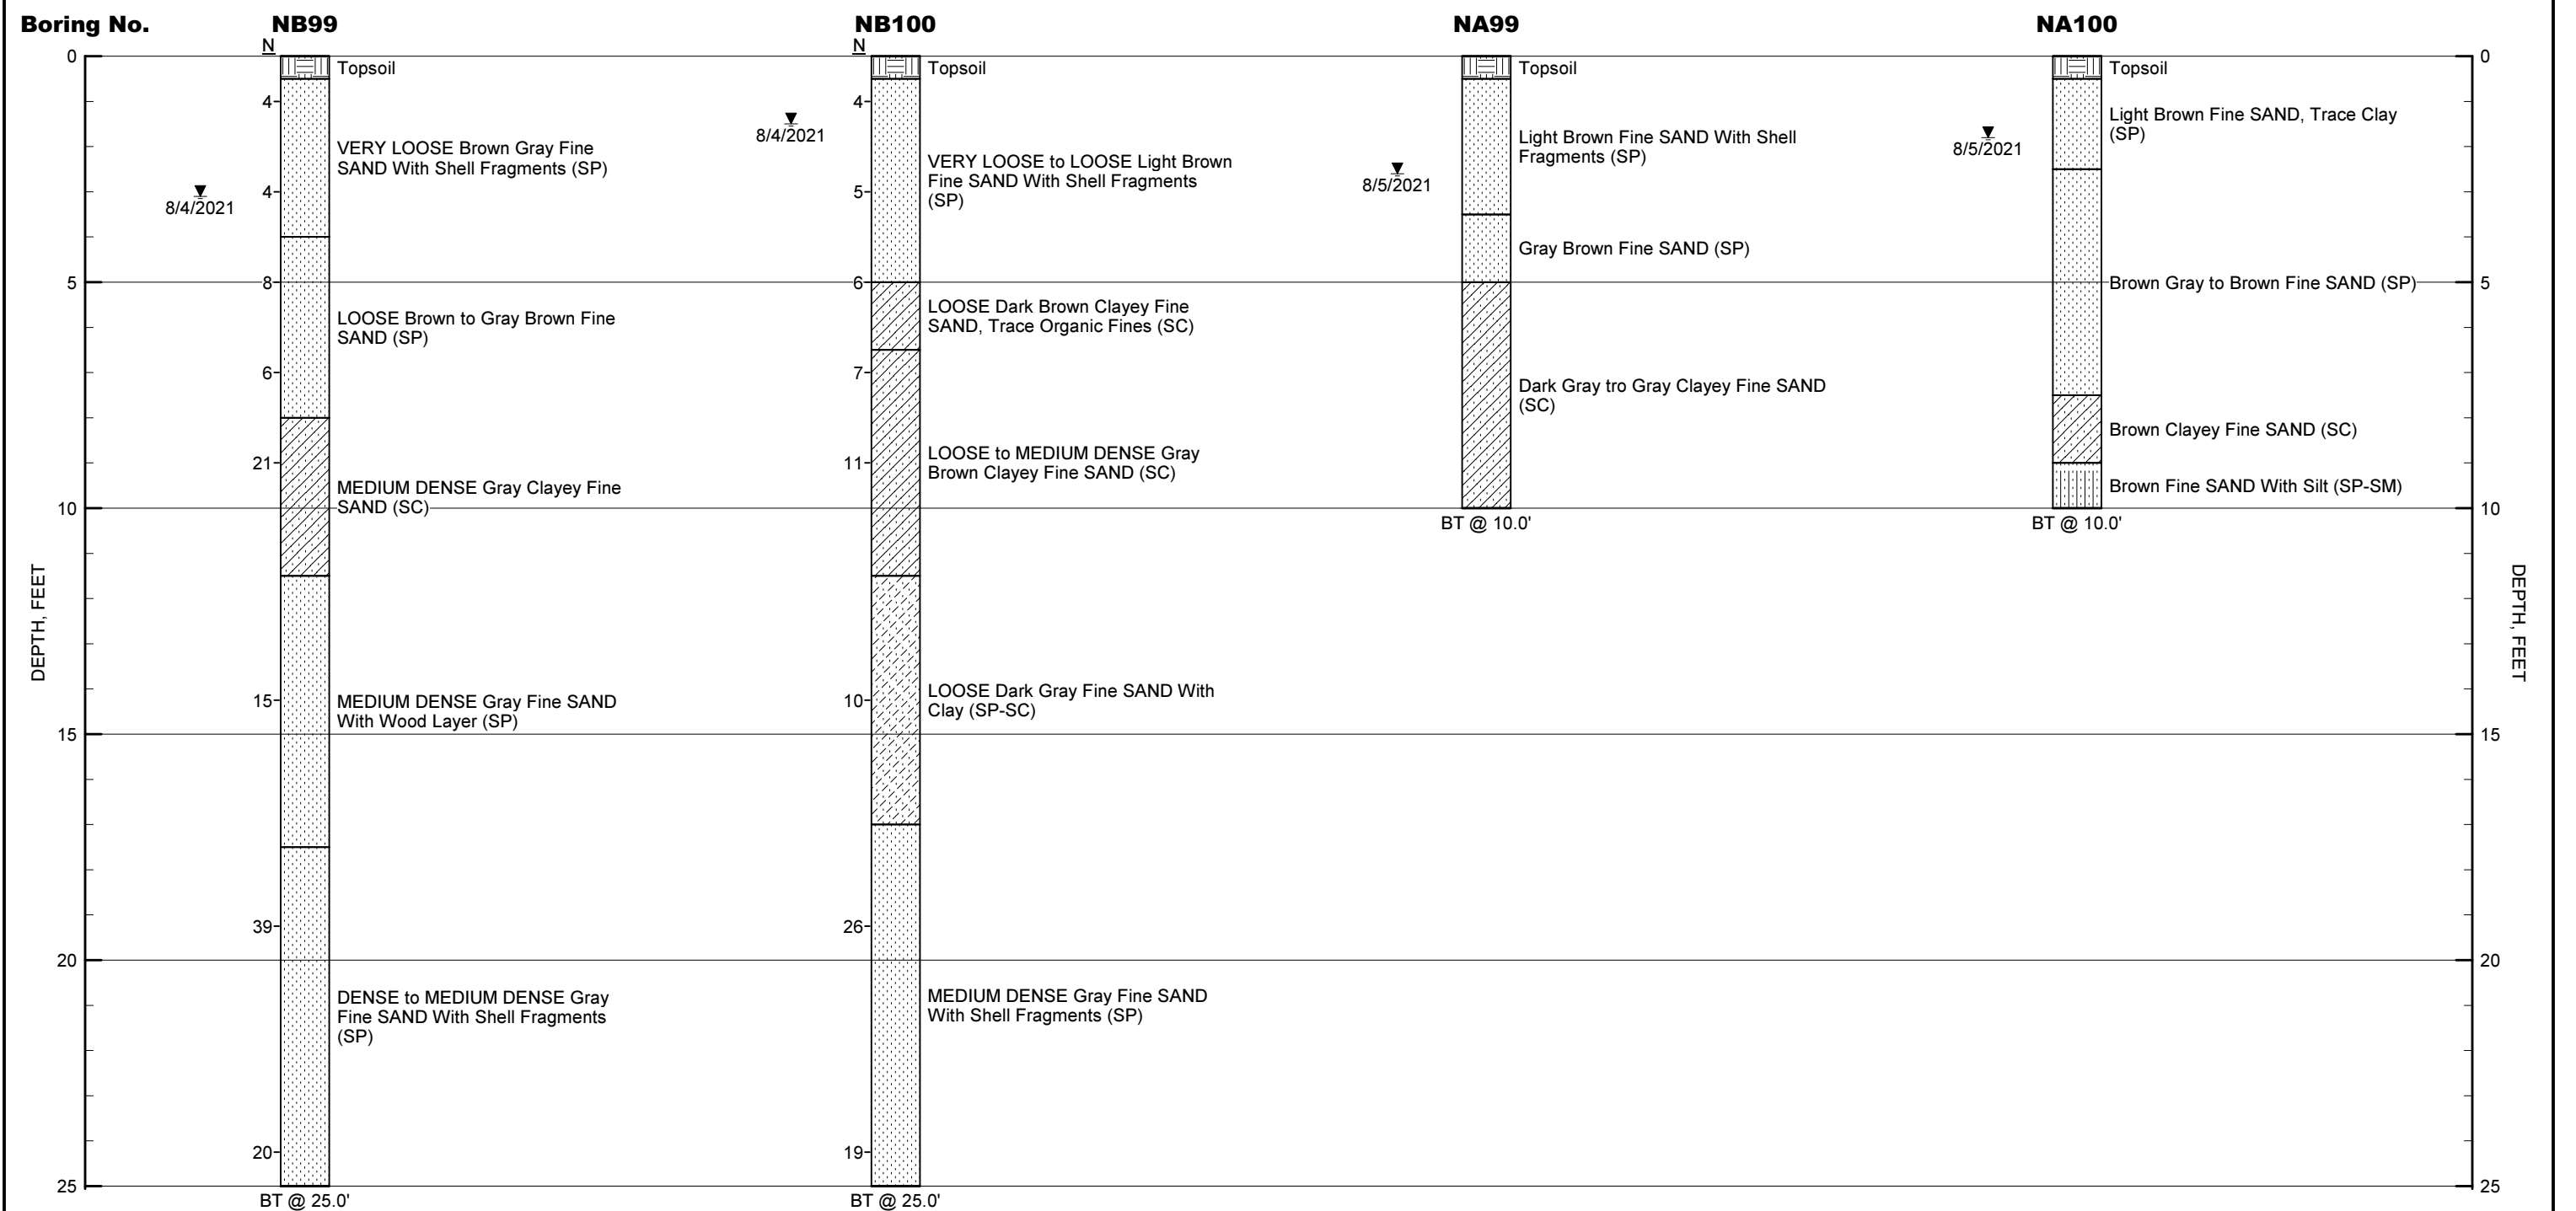 Boring No.
NB99
NB100
NA99
NA100
N
N
0
0
Topsoil
Topsoil
Topsoil
Topsoil
4
4
Light Brown Fine SAND, Trace Clay
(SP)
8/4/2021
VERY LOOSE Brown Gray Fine
SAND With Shell Fragments (SP)
Light Brown Fine SAND With Shell
Fragments (SP)
8/5/2021
VERY LOOSE to LOOSE Light Brown
Fine SAND With Shell Fragments
(SP)
8/5/2021
4
5
8/4/2021
Gray Brown Fine SAND (SP)
5
8
6
Brown Gray to Brown Fine SAND (SP)
5
LOOSE Brown to Gray Brown Fine
SAND (SP)
LOOSE Dark Brown Clayey Fine
SAND, Trace Organic Fines (SC)
6
7
Dark Gray tro Gray Clayey Fine SAND
(SC)
Brown Clayey Fine SAND (SC)
21
11
LOOSE to MEDIUM DENSE Gray
Brown Clayey Fine SAND (SC)
MEDIUM DENSE Gray Clayey Fine
SAND (SC)
Brown Fine SAND With Silt (SP-SM)
10
10
BT @ 10.0'
BT @ 10.0'
DEPTH, FEET
DEPTH, FEET
15
MEDIUM DENSE Gray Fine SAND
With Wood Layer (SP)
10
LOOSE Dark Gray Fine SAND With
Clay (SP-SC)
15
15
39
26
20
20
DENSE to MEDIUM DENSE Gray
Fine SAND With Shell Fragments
(SP)
MEDIUM DENSE Gray Fine SAND
With Shell Fragments (SP)
20
19
25
25
BT @ 25.0'
BT @ 25.0'